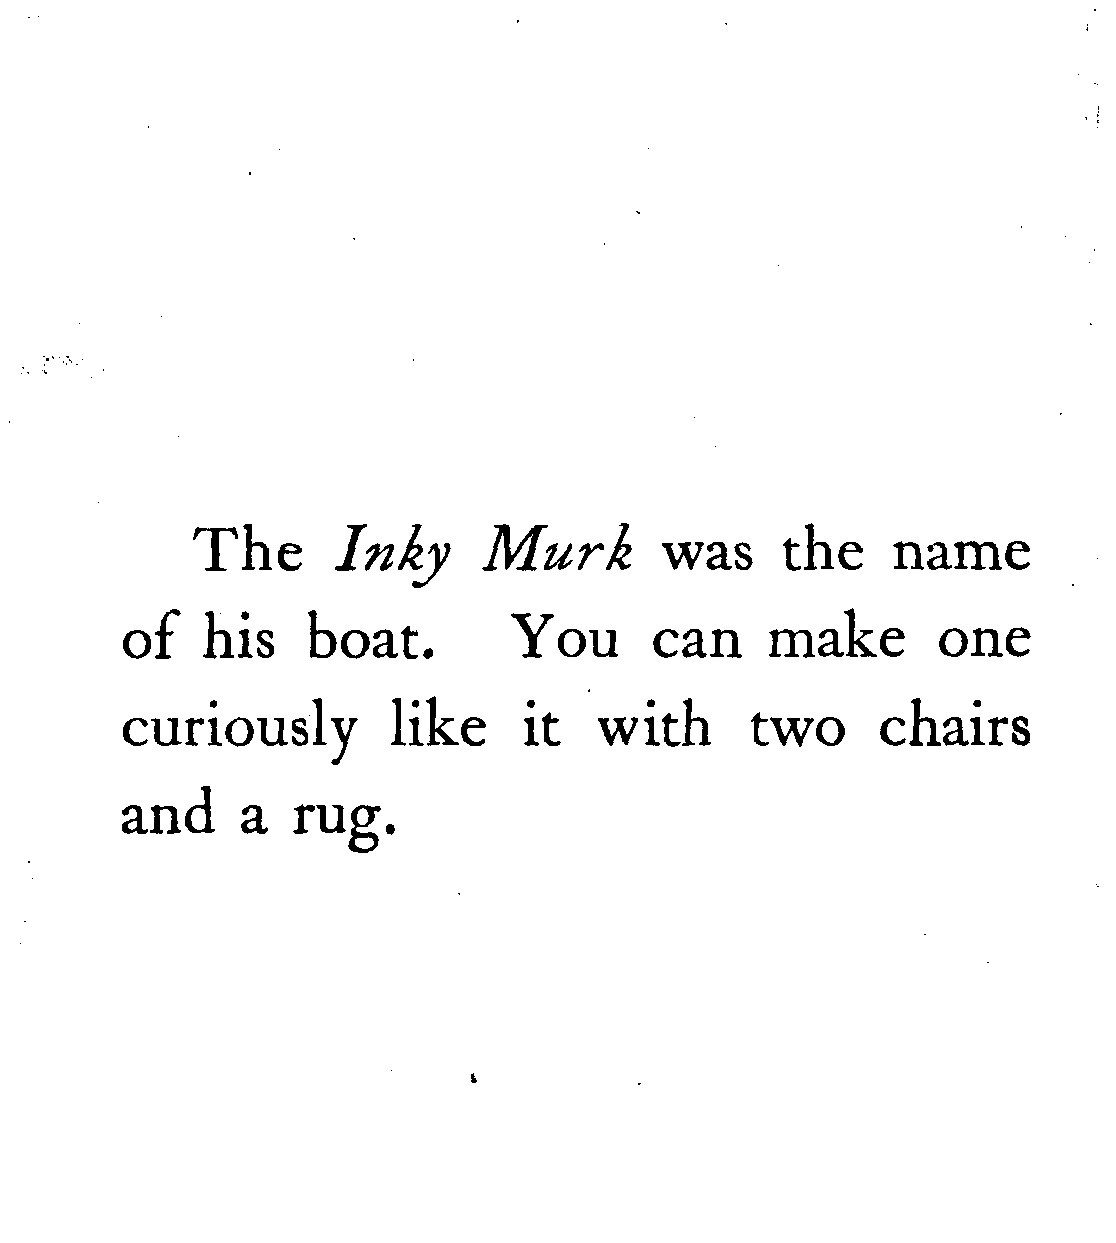 The Inky Murk was the name
of his boat. You can make one
curiously like it with two chairs
and a rug.